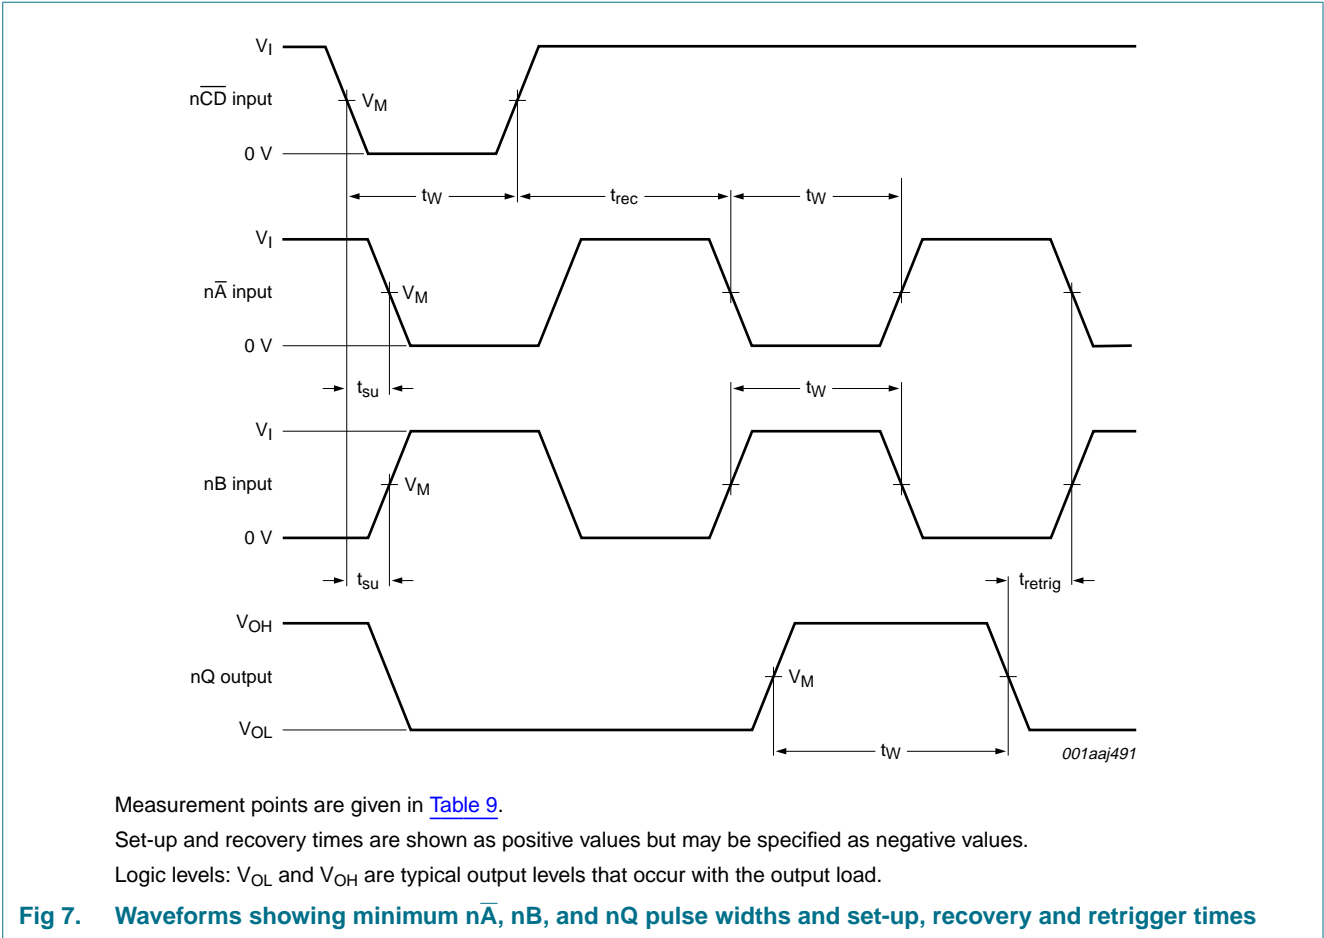 VI
nC̅D̅ input
VM
0 V
tW
trec
tW
VI
nA̅ input
VM
0 V
tsu
tW
VI
nB input
VM
0 V
tsu
tretrig
VOH
nQ output
VM
VOL
tW
001aaj491
Measurement points are given in Table 9.
Set-up and recovery times are shown as positive values but may be specified as negative values.
Logic levels: VOL and VOH are typical output levels that occur with the output load.
Fig 7. Waveforms showing minimum nA̅, nB, and nQ pulse widths and set-up, recovery and retrigger times